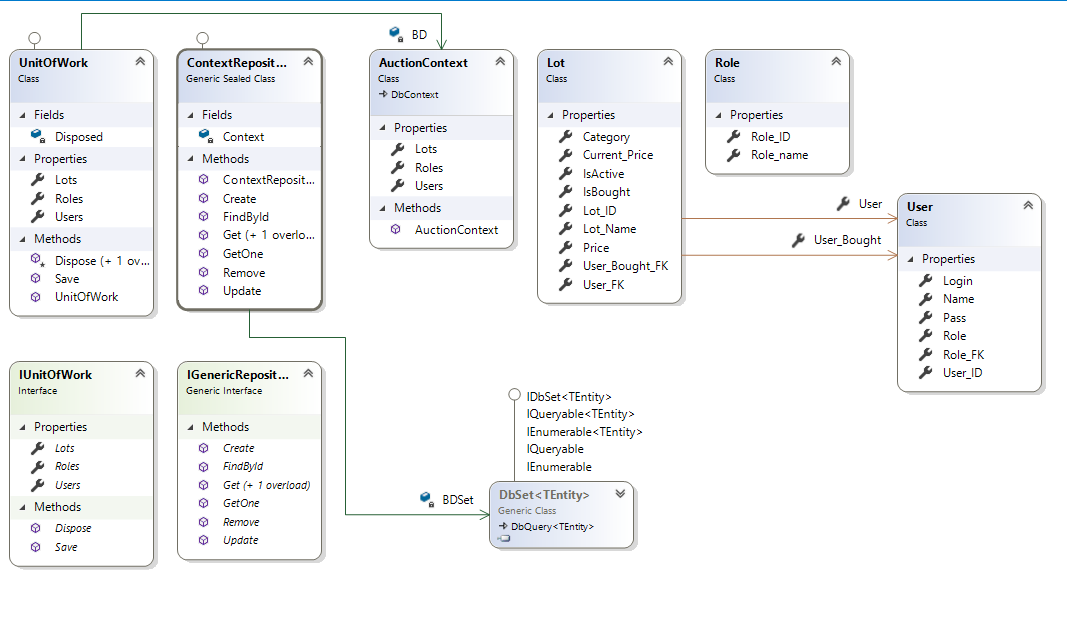 BD
UnitOfWork
Class
Fields
Disposed
Properties
Lots
Roles
Users
Methods
Dispose (+ 1 ov...
Save
UnitOfWork
ContextReposit...
Generic Sealed Class
Fields
Context
Methods
ContextReposit...
Create
FindById
Get (+ 1 overlo...
GetOne
Remove
Update
AuctionContext
Class
DbContext
Properties
Lots
Roles
Users
Methods
AuctionContext
Lot
Class
Properties
Category
Current_Price
IsActive
IsBought
Lot_ID
Lot_Name
Price
User_Bought_FK
User_FK
Role
Class
Properties
Role_ID
Role_name
User
User_Bought
User
Class
Properties
Login
Name
Pass
Role
Role_FK
User_ID
IUnitOfWork
Interface
Properties
Lots
Roles
Users
Methods
Dispose
Save
IGenericReposit...
Generic Interface
Methods
Create
FindById
Get (+ 1 overload)
GetOne
Remove
Update
IDbSet<TEntity>
IQueryable<TEntity>
IEnumerable<TEntity>
IQueryable
IEnumerable
BDSet
DbSet<TEntity>
Generic Class
DbQuery<TEntity>